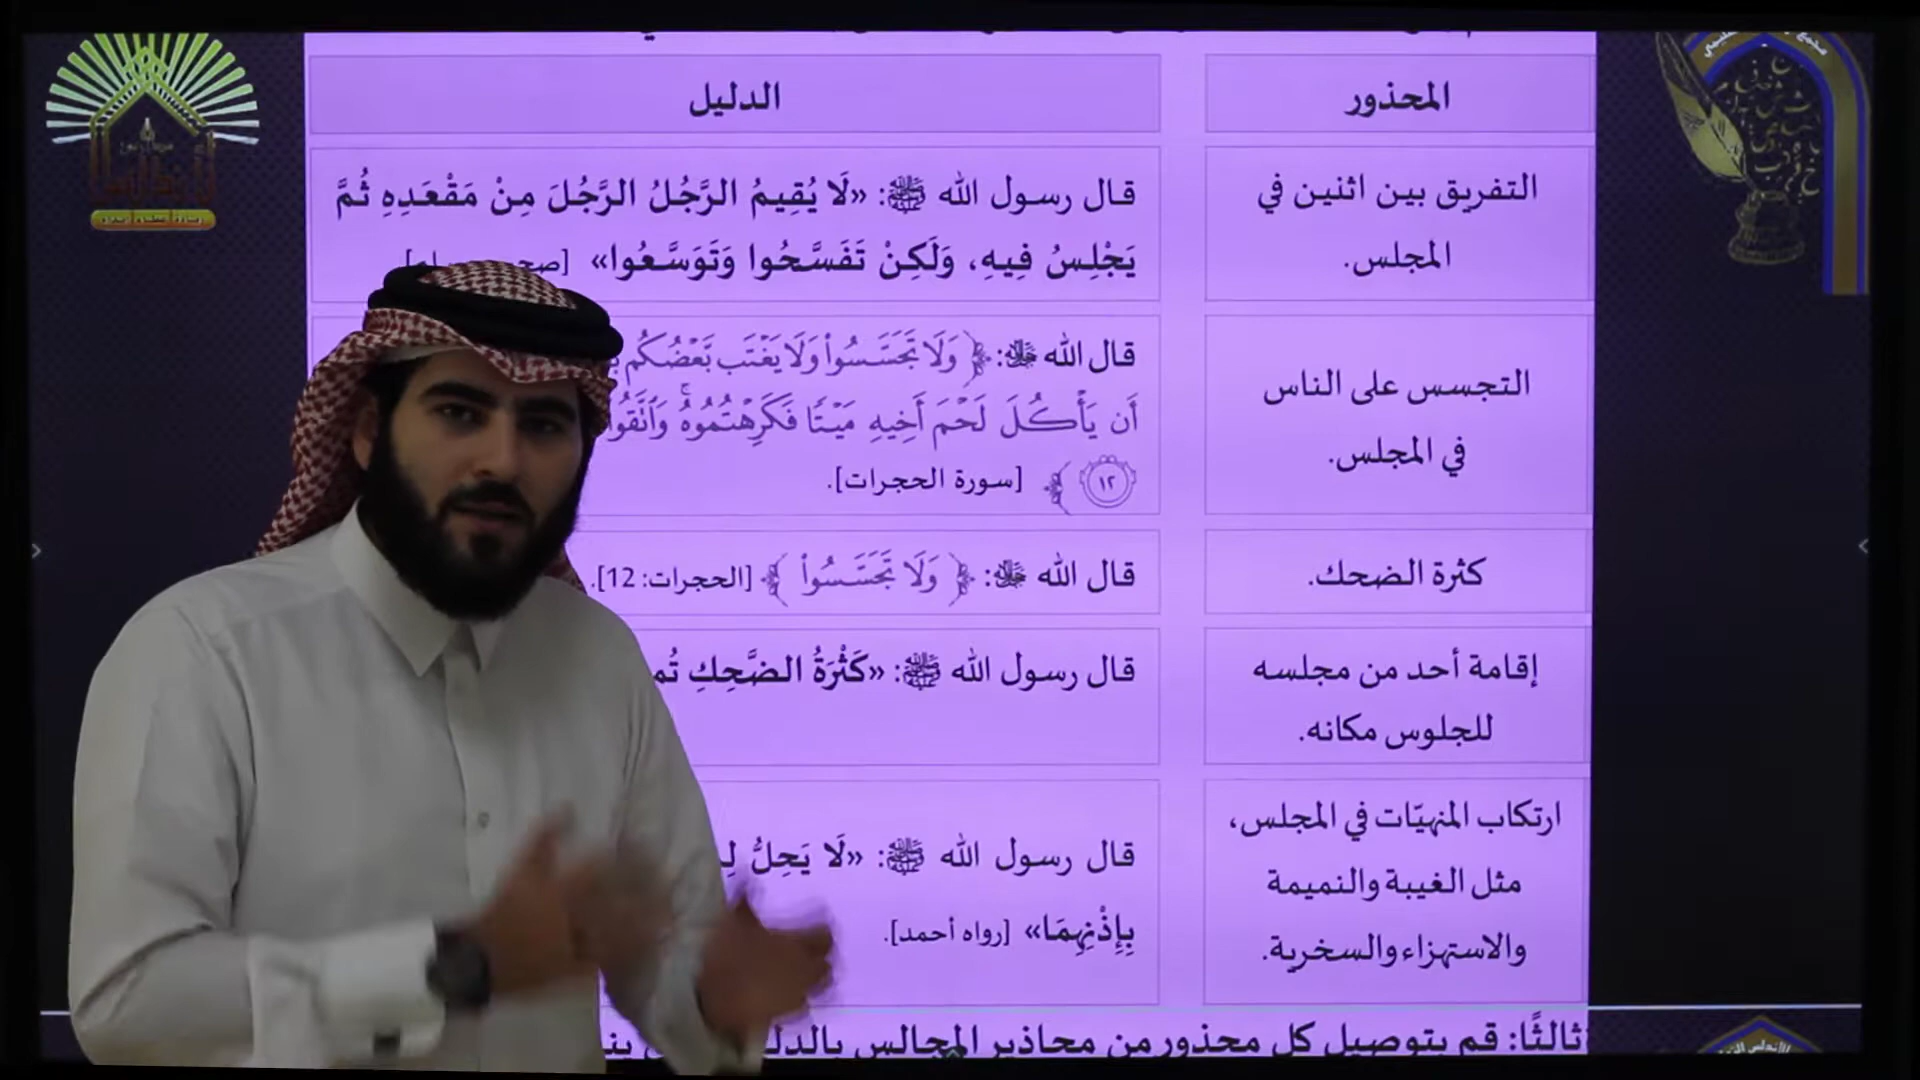 المحذور
الدليل
التفريق بين اثنين في
المجلس.
قال رسول الله ﷺ: «لَا يُقِيمُ الرَّجُلُ الرَّجُلَ مِنْ مَقْعَدِهِ ثُمَّ
يَجْلِسُ فِيهِ، وَلَكِنْ تَفَسَّحُوا وَتَوَسَّعُوا»
التجسس على الناس
في المجلس.
قال الله ﷻ: ﴿وَلَا تَجَسَّسُوا۟ وَلَا يَغْتَب بَّعْضُكُم
أَن يَأْكُلَ لَحْمَ أَخِيهِ مَيْتًا فَكَرِهْتُمُوهُ ۚ وَٱتَّقُوا
١٢﴾ [سورة الحجرات].
كثرة الضحك.
قال الله ﷻ: ﴿وَلَا تَجَسَّسُوا۟﴾ [الحجرات: 12].
إقامة أحد من مجلسه
للجلوس مكانه.
قال رسول الله ﷺ: «كَثْرَةُ الضَّحِكِ
ارتكاب المنهيّات في المجلس،
مثل الغيبة والنميمة
والاستهزاء والسخرية.
قال رسول الله ﷺ: «لَا يَحِلُّ
بِإِذْنِهِمَا» [رواه أحمد].
ثالثًا: قم بتوصيل كل محذور من محاذير المجالس